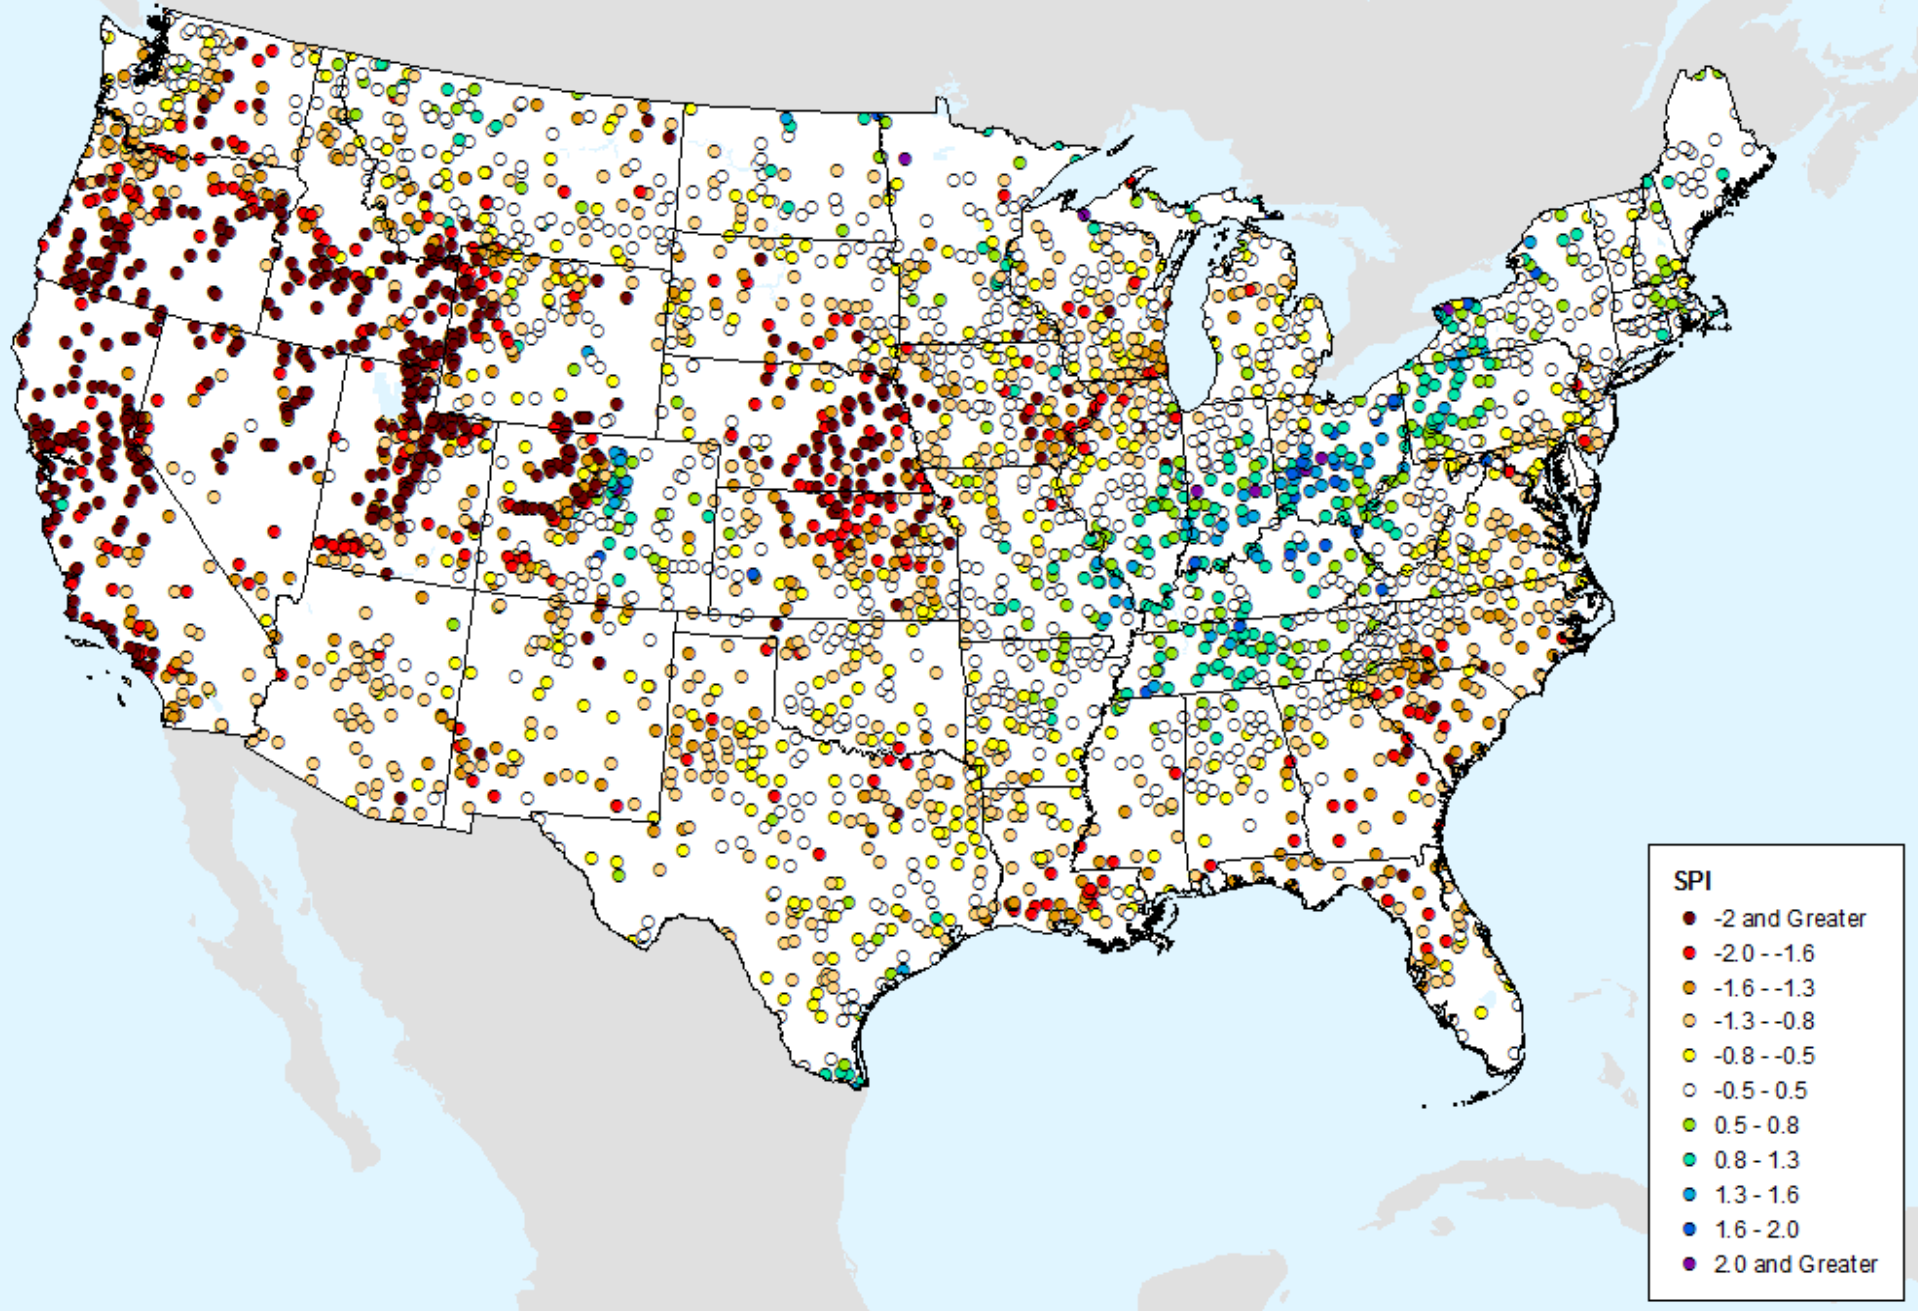 SPI
-2 and Greater
-2.0 - -1.6
-1.6 - -1.3
-1.3 - -0.8
-0.8 - -0.5
-0.5 - 0.5
0.5 - 0.8
0.8 - 1.3
1.3 - 1.6
1.6 - 2.0
2.0 and Greater